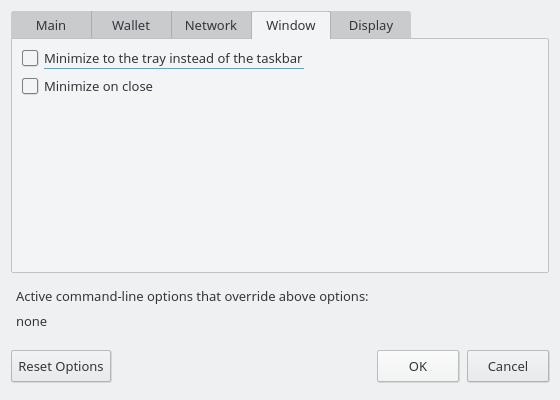 Main Wallet Network Window Display
Minimize to the tray instead of the taskbar
Minimize on close
Active command-line options that override above options:
none
Reset Options OK Cancel